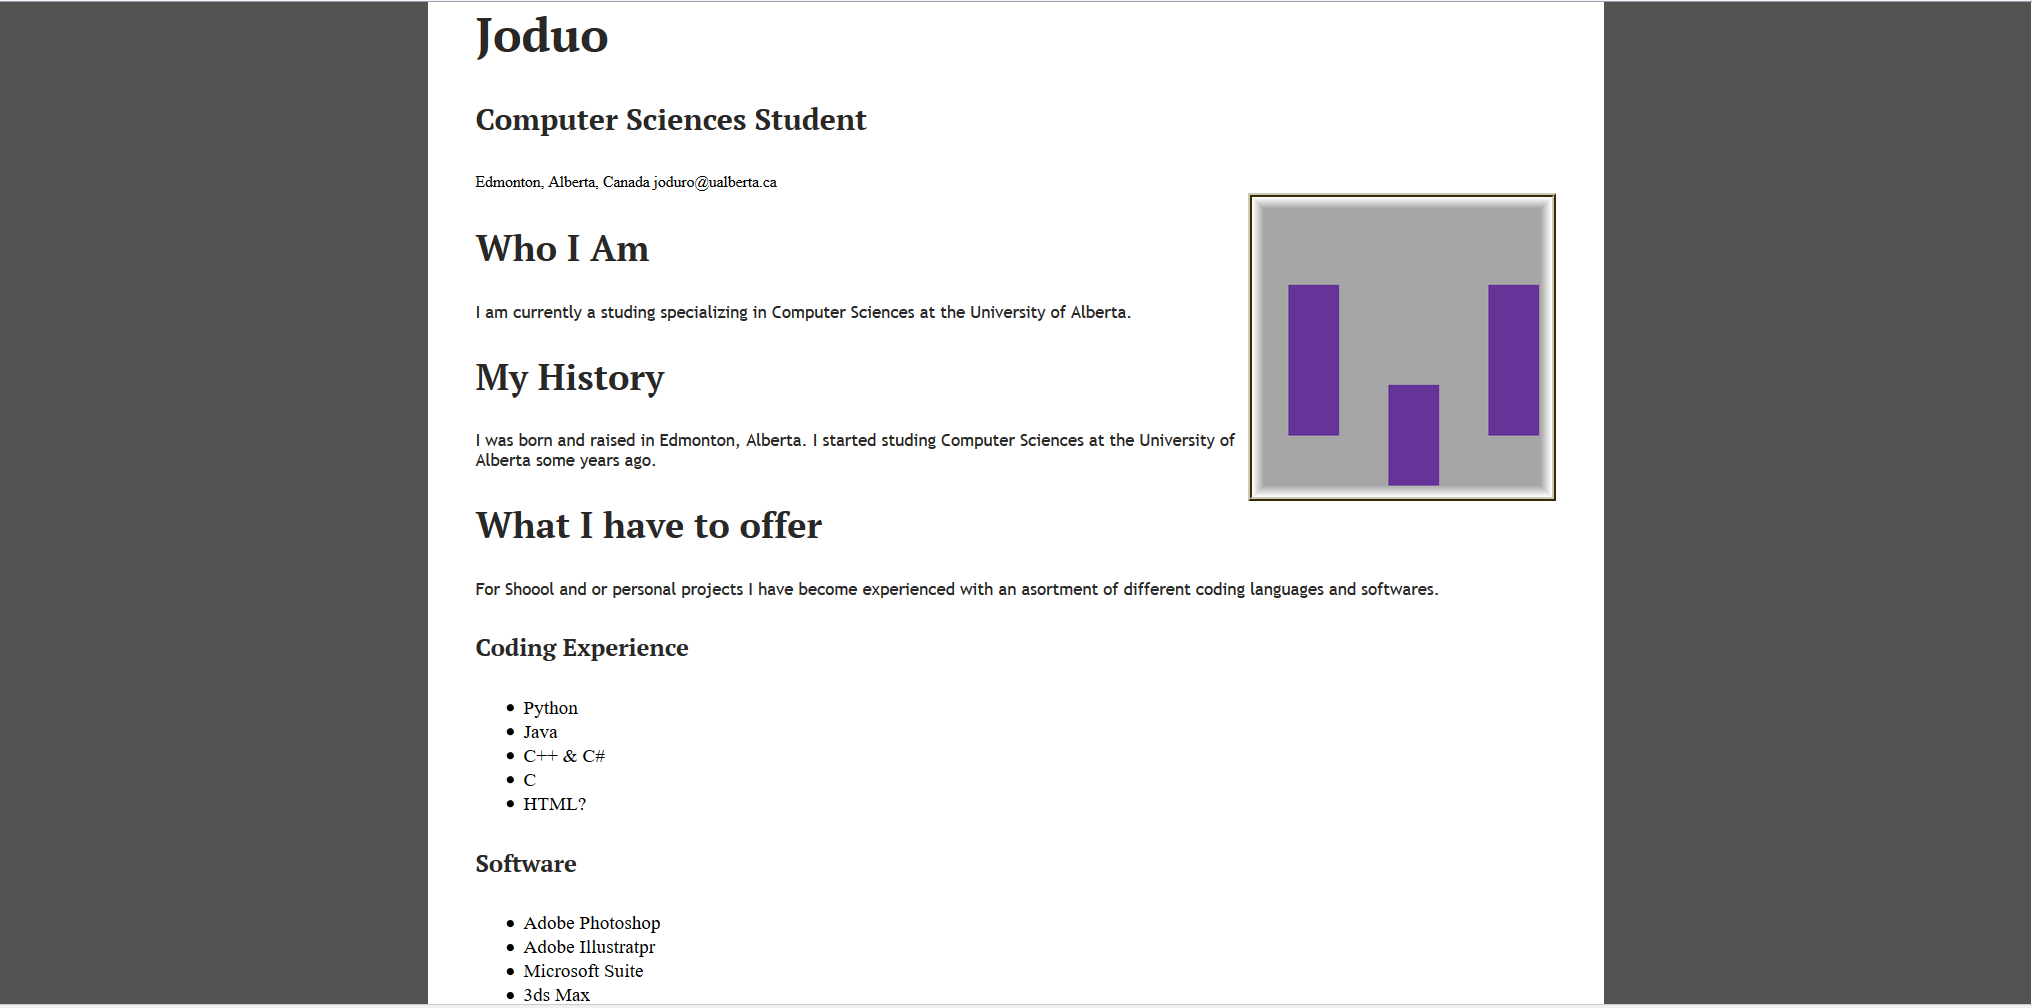 Joduo
Computer Sciences Student
Edmonton, Alberta, Canada joduro@ualberta.ca
Who I Am
I am currently a studing specializing in Computer Sciences at the University of Alberta.
My History
I was born and raised in Edmonton, Alberta. I started studing Computer Sciences at the University of
Alberta some years ago.
What I have to offer
For Shoool and or personal projects I have become experienced with an asortment of different coding languages and softwares.
Coding Experience
• Python
• Java
• C++ & C#
• C
• HTML?
Software
• Adobe Photoshop
• Adobe Illustratpr
• Microsoft Suite
• 3ds Max